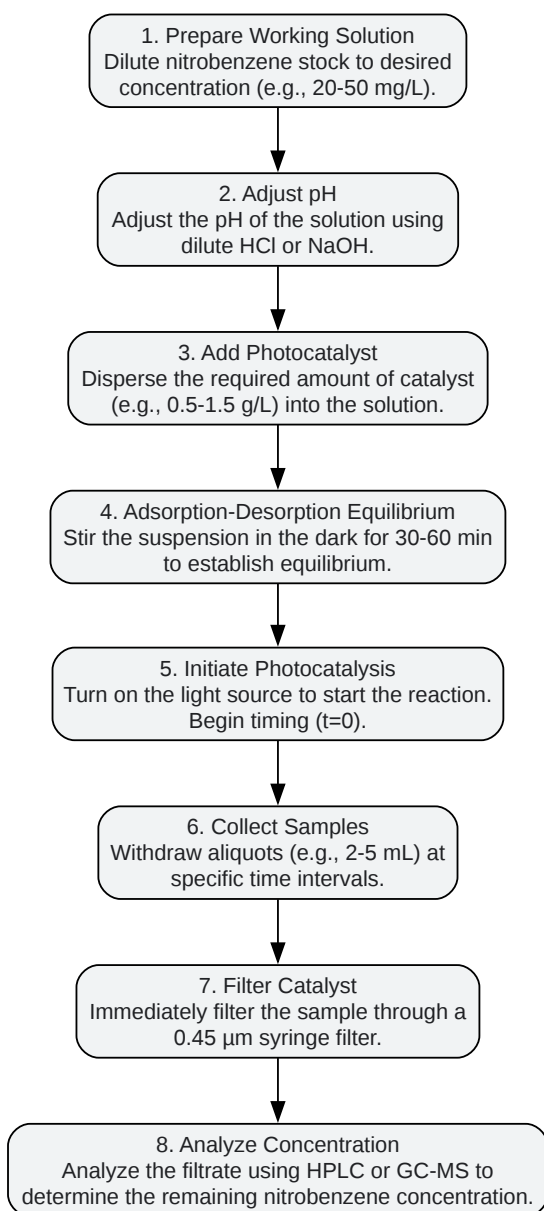 1. Prepare Working Solution
Dilute nitrobenzene stock to desired
concentration (e.g., 20-50 mg/L).
2. Adjust pH
Adjust the pH of the solution using
dilute HCl or NaOH.
3. Add Photocatalyst
Disperse the required amount of catalyst
(e.g., 0.5-1.5 g/L) into the solution.
4. Adsorption-Desorption Equilibrium
Stir the suspension in the dark for 30-60 min
to establish equilibrium.
5. Initiate Photocatalysis
Turn on the light source to start the reaction.
Begin timing (t=0).
6. Collect Samples
Withdraw aliquots (e.g., 2-5 mL) at
specific time intervals.
7. Filter Catalyst
Immediately filter the sample through a
0.45 µm syringe filter.
8. Analyze Concentration
Analyze the filtrate using HPLC or GC-MS to
determine the remaining nitrobenzene concentration.